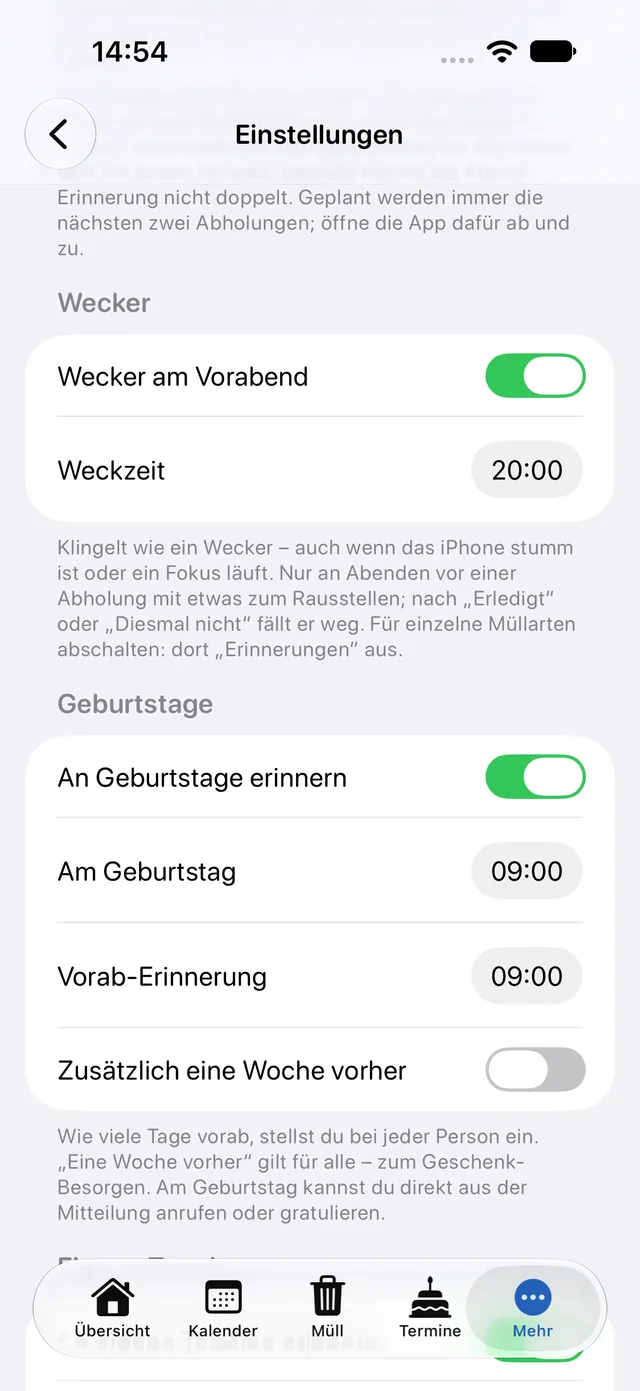 14:54
Einstellungen
Erinnerung nicht doppelt. Geplant werden immer die
nächsten zwei Abholungen; öffne die App dafür ab und
zu.
Wecker
Wecker am Vorabend
Weckzeit
20:00
Klingelt wie ein Wecker – auch wenn das iPhone stumm
ist oder ein Fokus läuft. Nur an Abenden vor einer
Abholung mit etwas zum Rausstellen; nach „Erledigt“
oder „Diesmal nicht“ fällt er weg. Für einzelne Müllarten
abschalten: dort „Erinnerungen“ aus.
Geburtstage
An Geburtstage erinnern
Am Geburtstag
09:00
Vorab-Erinnerung
09:00
Zusätzlich eine Woche vorher
Wie viele Tage vorab, stellst du bei jeder Person ein.
„Eine Woche vorher“ gilt für alle – zum Geschenk-
Besorgen. Am Geburtstag kannst du direkt aus der
Mitteilung anrufen oder gratulieren.
Übersicht
Kalender
Müll
Termine
Mehr